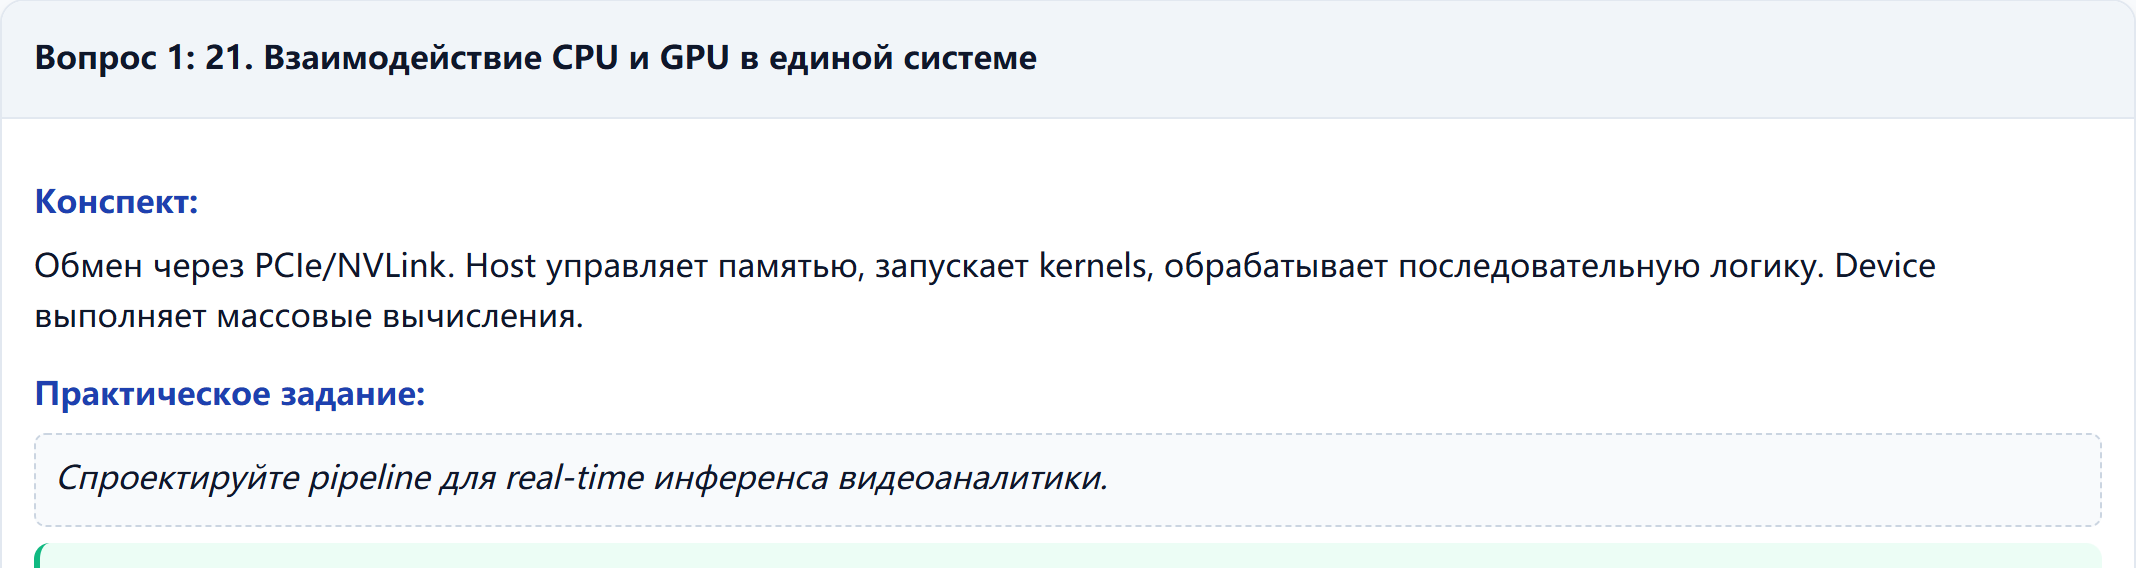 Вопрос 1: 21. Взаимодействие CPU и GPU в единой системе
Конспект:
Обмен через PCIe/NVLink. Host управляет памятью, запускает kernels, обрабатывает последовательную логику. Device
выполняет массовые вычисления.
Практическое задание:
Спроектируйте pipeline для real-time инференса видеоаналитики.